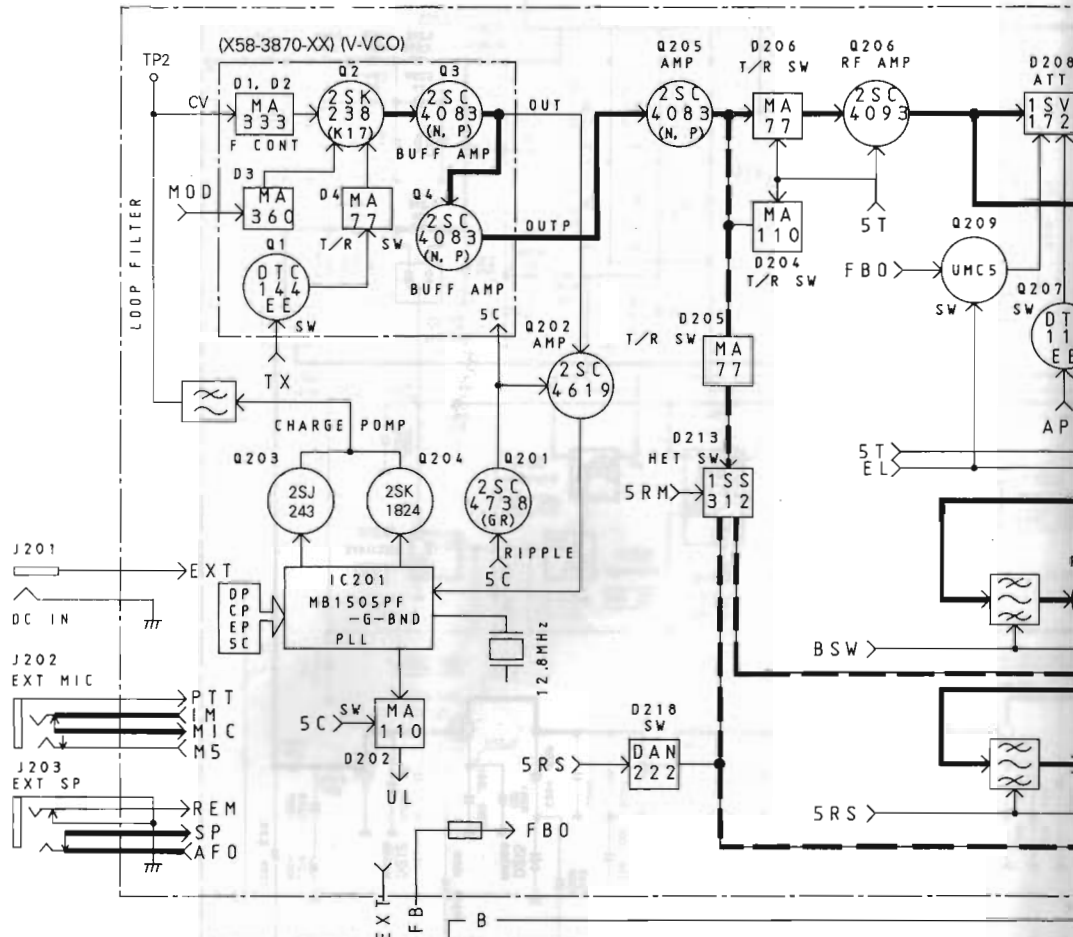 (X58-3870-XX) (V-VCO)
TP2
CV
LOOP FILTER
D1, D2
MA
333
F CONT
Q2
2SK
238
(K17)
Q3
2SC
4083
(N, P)
BUFF AMP
OUT
MOD
D3
MA
360
D4
MA
77
T/R SW
Q4
2SC
4083
(N, P)
BUFF AMP
OUTP
Q1
DTC
144
EE
SW
TX
Q205
AMP
2SC
4083
(N, P)
D206
T/R SW
MA
77
Q206
RF AMP
2SC
4093
D208
ATT
1SV
172
MA
110
D204
T/R SW
5T
Q209
FBO
UMC5
SW
Q207
SW
DT
11
EE
AP
5C
Q202
AMP
2SC
4619
D205
T/R SW
MA
77
CHARGE POMP
Q203
2SJ
243
Q204
2SK
1824
Q201
2SC
4738
(GR)
RIPPLE
5C
D213
HET SW
5RM
1SS
312
5T
EL
J201
EXT
DC IN
DP
CP
EP
5C
IC201
MB1505PF
-G-BND
PLL
12.8MHz
BSW
J202
EXT MIC
PTT
IM
MIC
M5
5C
SW
MA
110
D202
UL
D218
SW
5RS
DAN
222
J203
EXT SP
REM
SP
AFO
5RS
FBO
EXT
FB
B